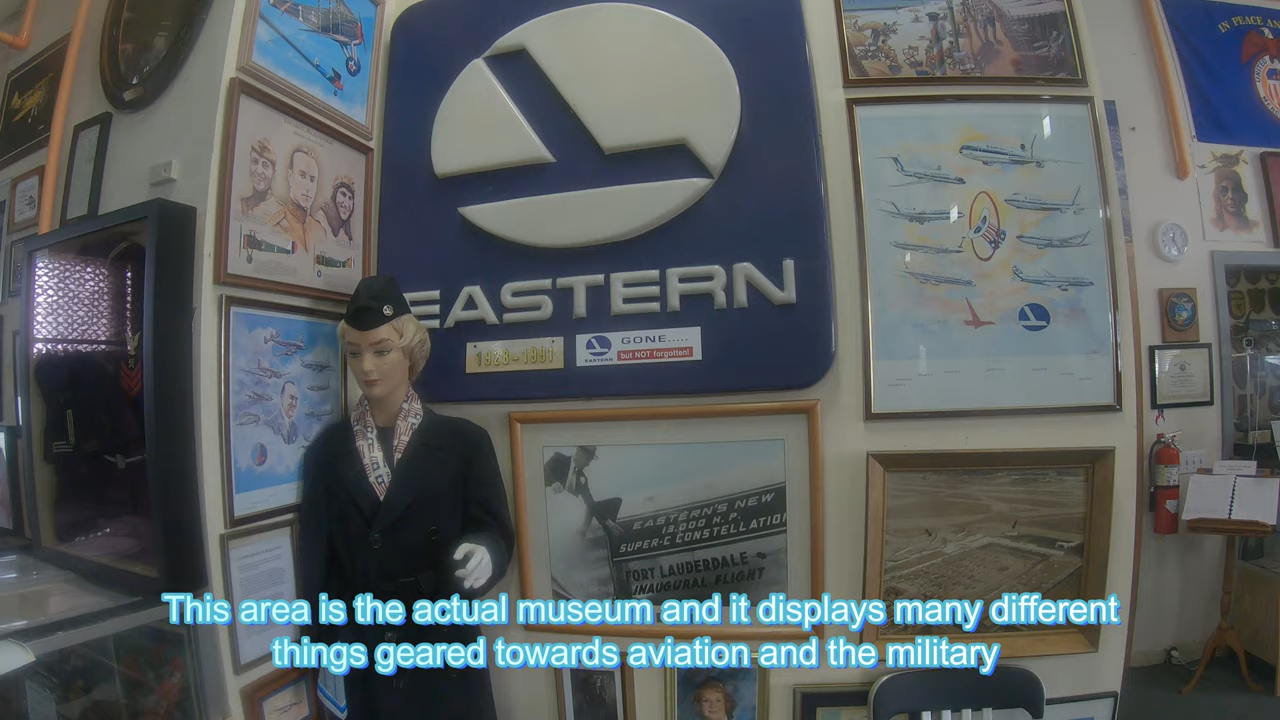 IN PEACE AN
EASTERN
1928-1991
EASTERN
GONE.....
but NOT forgotten!
EASTERN'S NEW
13,000 H.P.
SUPER-C CONSTELLATIO
FORT LAUDERDALE -
INAUGURAL FLIGHT
This area is the actual museum and it displays many different
things geared towards aviation and the military